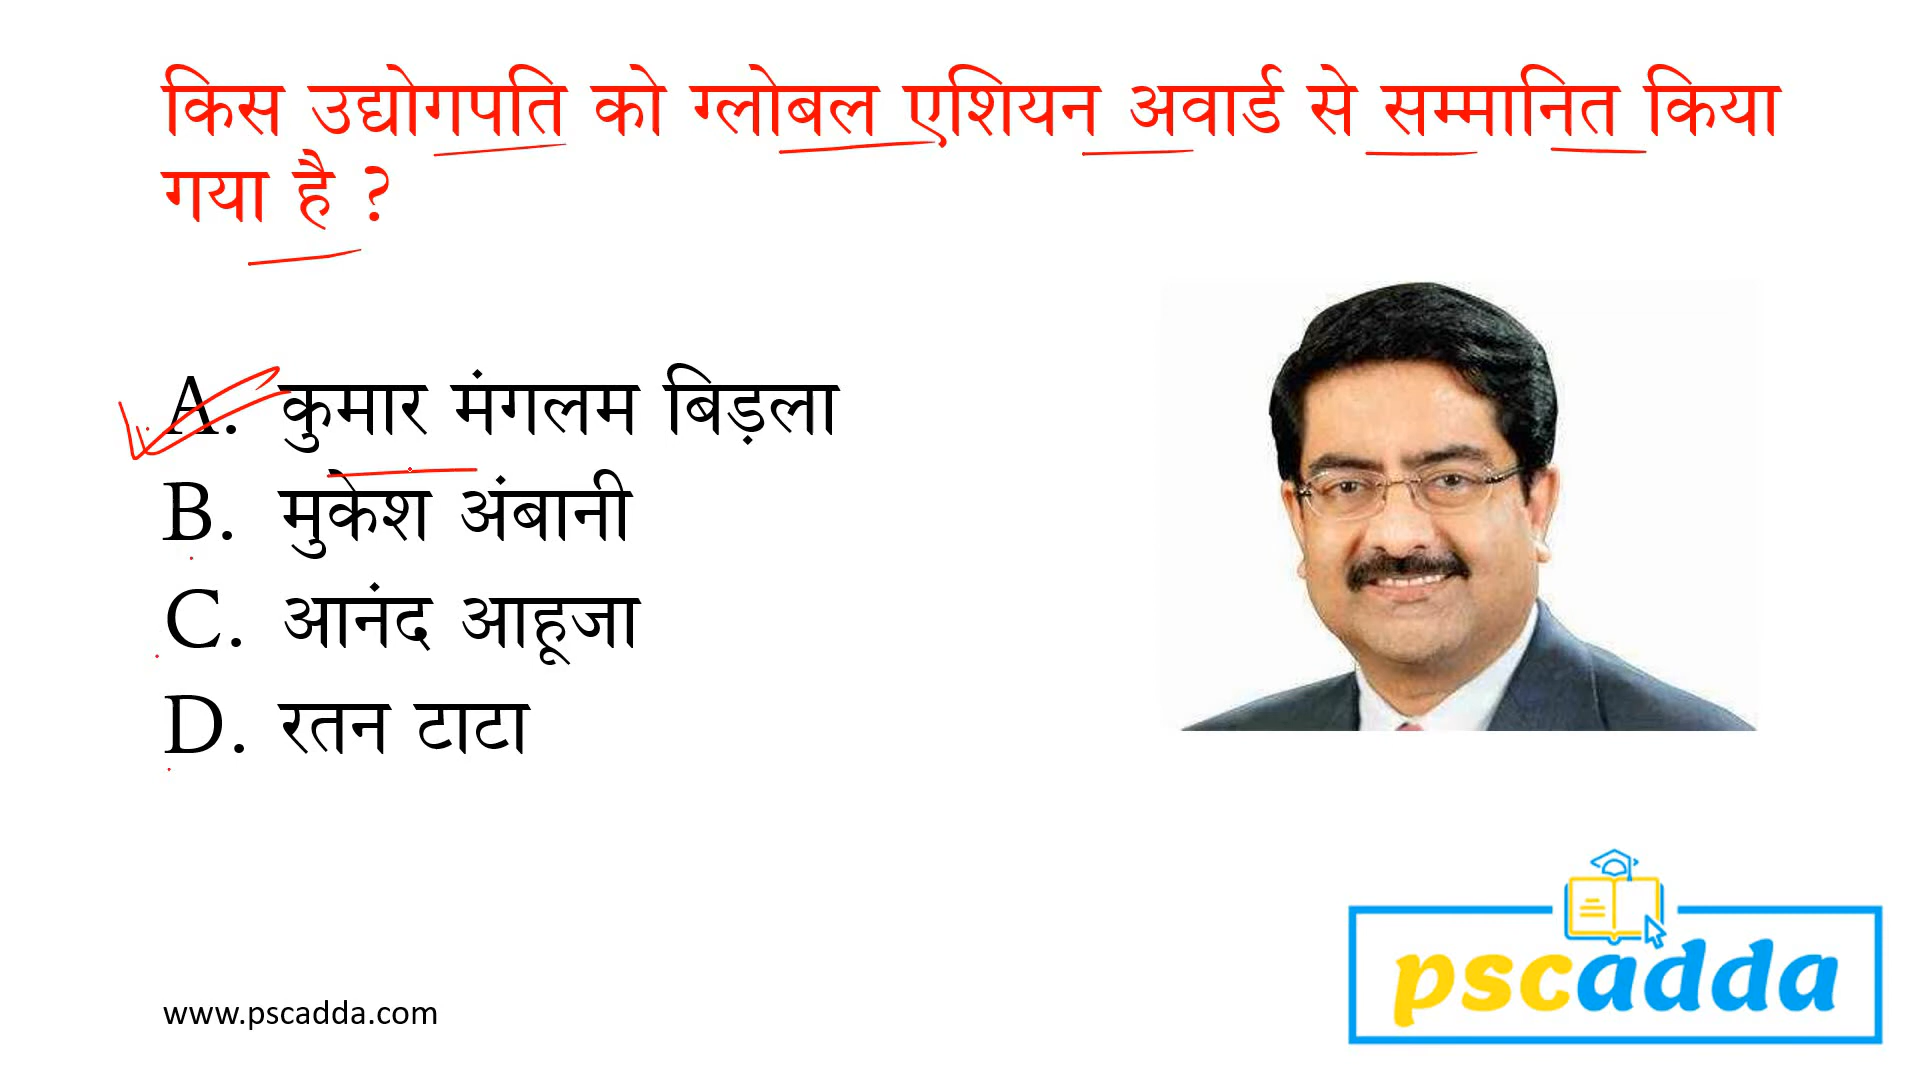 किस उद्योगपति को ग्लोबल एशियन अवार्ड से सम्मानित किया
गया है ?
A. कुमार मंगलम बिड़ला
B. मुकेश अंबानी
C. आनंद आहूजा
D. रतन टाटा
pscadda
www.pscadda.com